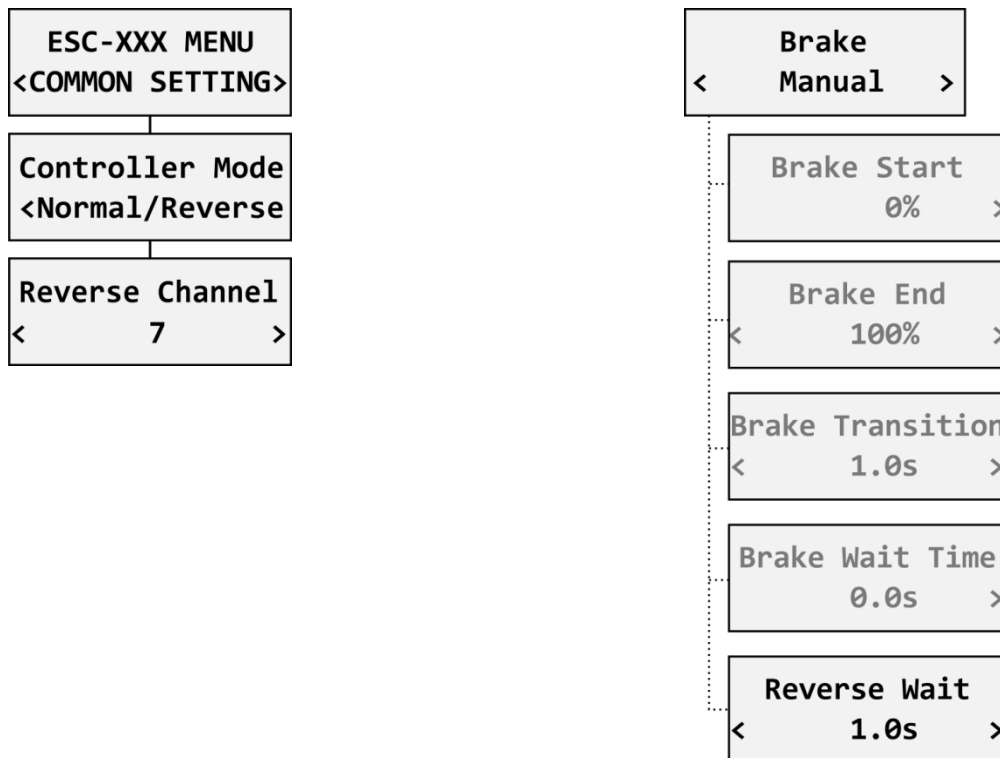 ESC-XXX MENU
<COMMON SETTING>
Controller Mode
<Normal/Reverse
Reverse Channel
< 7 >
Brake
< Manual >
Brake Start
0% >
Brake End
< 100% >
Brake Transition
< 1.0s >
Brake Wait Time
0.0s >
Reverse Wait
< 1.0s >